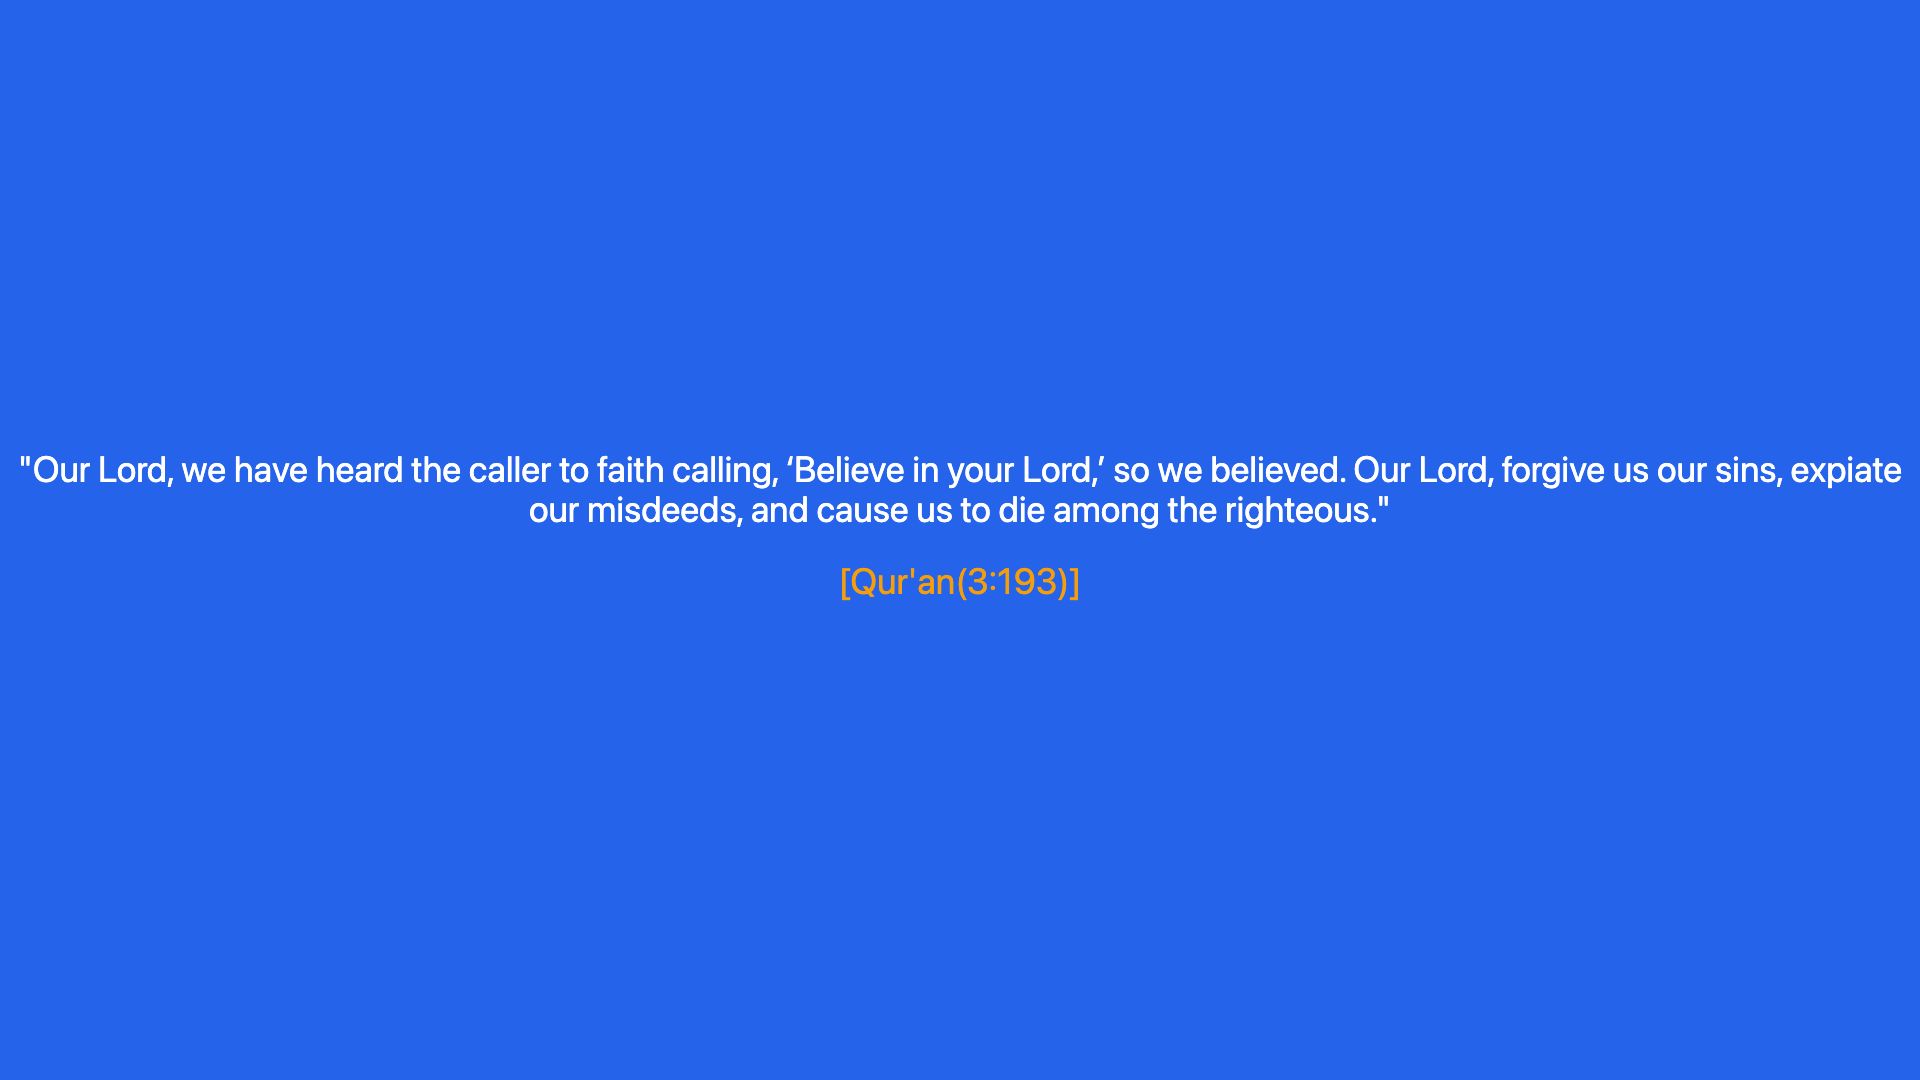 "Our Lord, we have heard the caller to faith calling, ‘Believe in your Lord,’ so we believed. Our Lord, forgive us our sins, expiate
our misdeeds, and cause us to die among the righteous."
[Qur'an(3:193)]